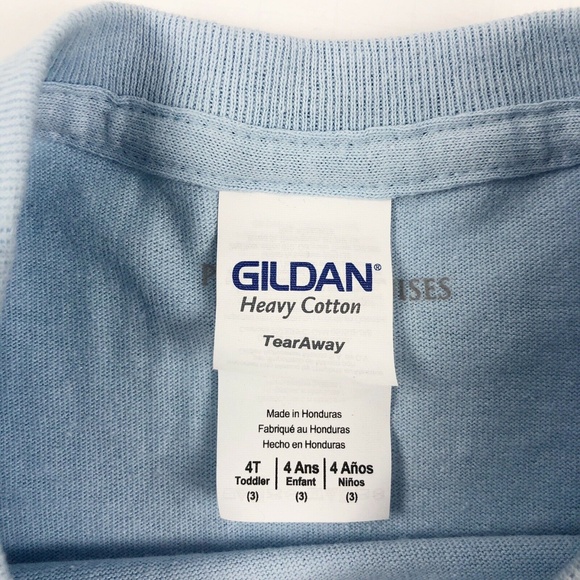 GILDAN®
ISES
Heavy Cotton
TearAway
Made in Honduras
Fabriqué au Honduras
Hecho en Honduras
4T | 4 Ans | 4 Años
Toddler | Enfant | Niños
(3) | (3) | (3)